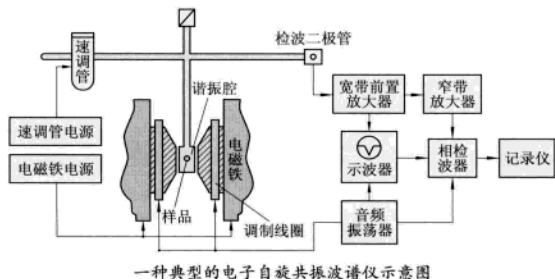 速调管
检波二极管
谐振腔
宽带前置
放大器
窄带
放大器
速调管电源
电磁铁电源
电磁铁
示波器
相检
波器
记录仪
样品
调制线圈
音频
振荡器
一种典型的电子自旋共振波谱仪示意图